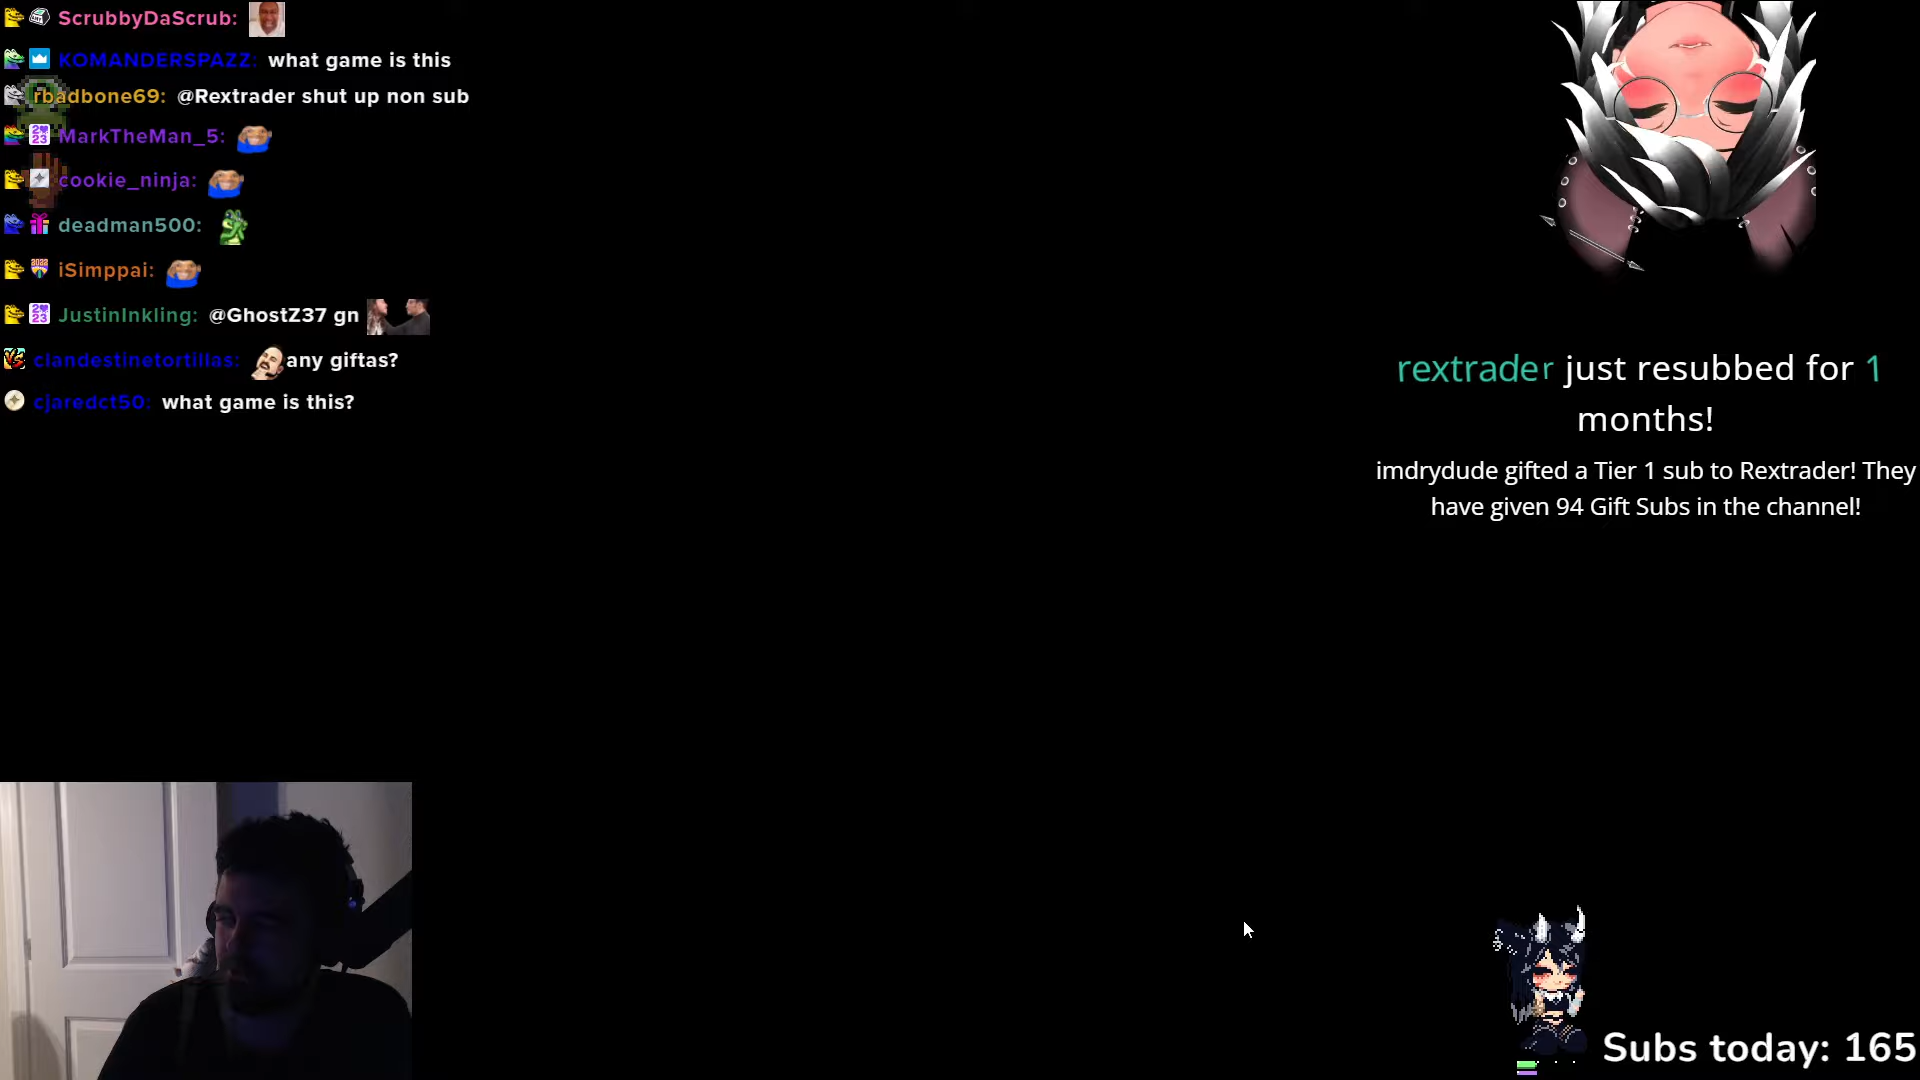 ScrubbyDaScrub:
KOMANDERSPAZZ: what game is this
rbadbone69: @Rextrader shut up non sub
MarkTheMan_5:
cookie_ninja:
deadman500:
iSimppai:
JustinInkling: @GhostZ37 gn
clandestinetortillas: any giftas?
cjaredct50: what game is this?
rextrader just resubbed for 1
months!
imdrydude gifted a Tier 1 sub to Rextrader! They
have given 94 Gift Subs in the channel!
Subs today: 165